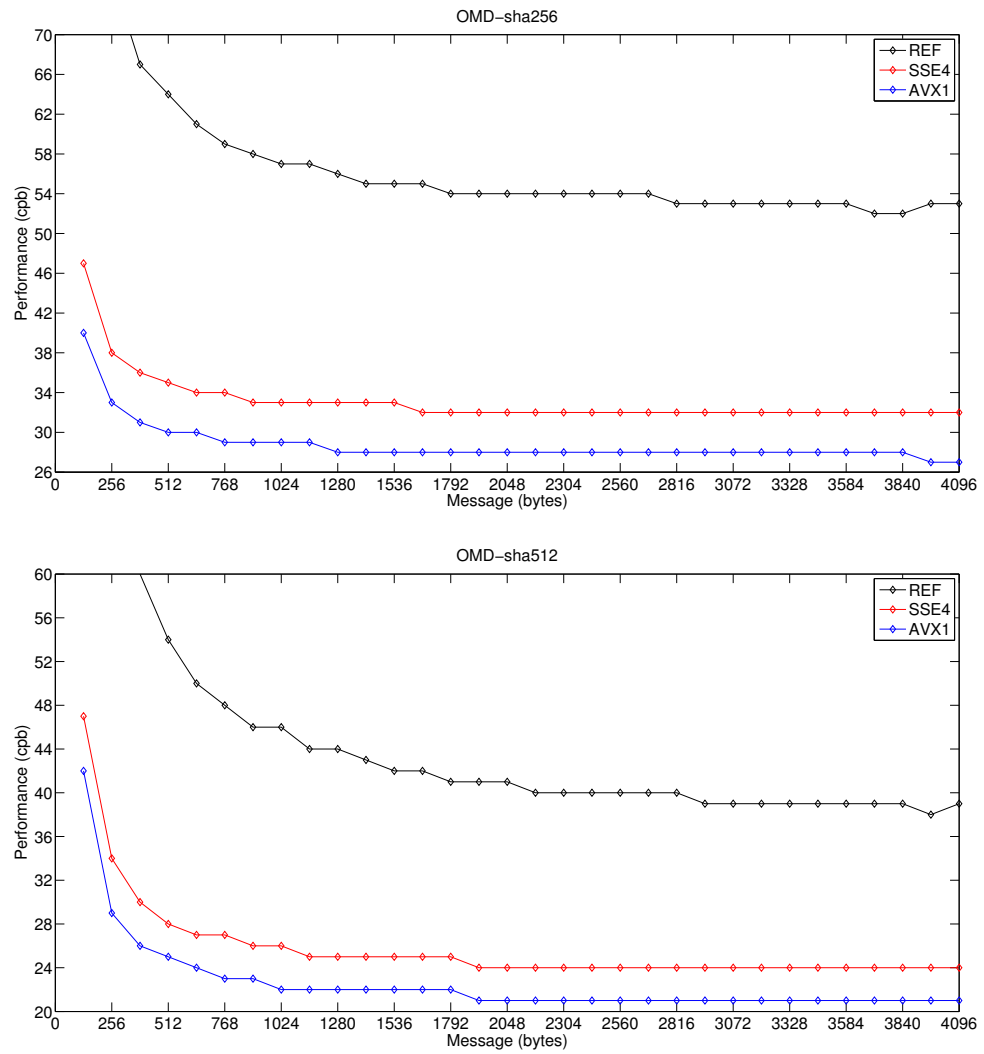 OMD−sha256
70
66
62
58
54
50
46
42
38
34
30
26
Performance (cpb)
REF
SSE4
AVX1
0 256 512 768 1024 1280 1536 1792 2048 2304 2560 2816 3072 3328 3584 3840 4096
Message (bytes)
OMD−sha512
60
56
52
48
44
40
36
32
28
24
20
Performance (cpb)
REF
SSE4
AVX1
0 256 512 768 1024 1280 1536 1792 2048 2304 2560 2816 3072 3328 3584 3840 4096
Message (bytes)